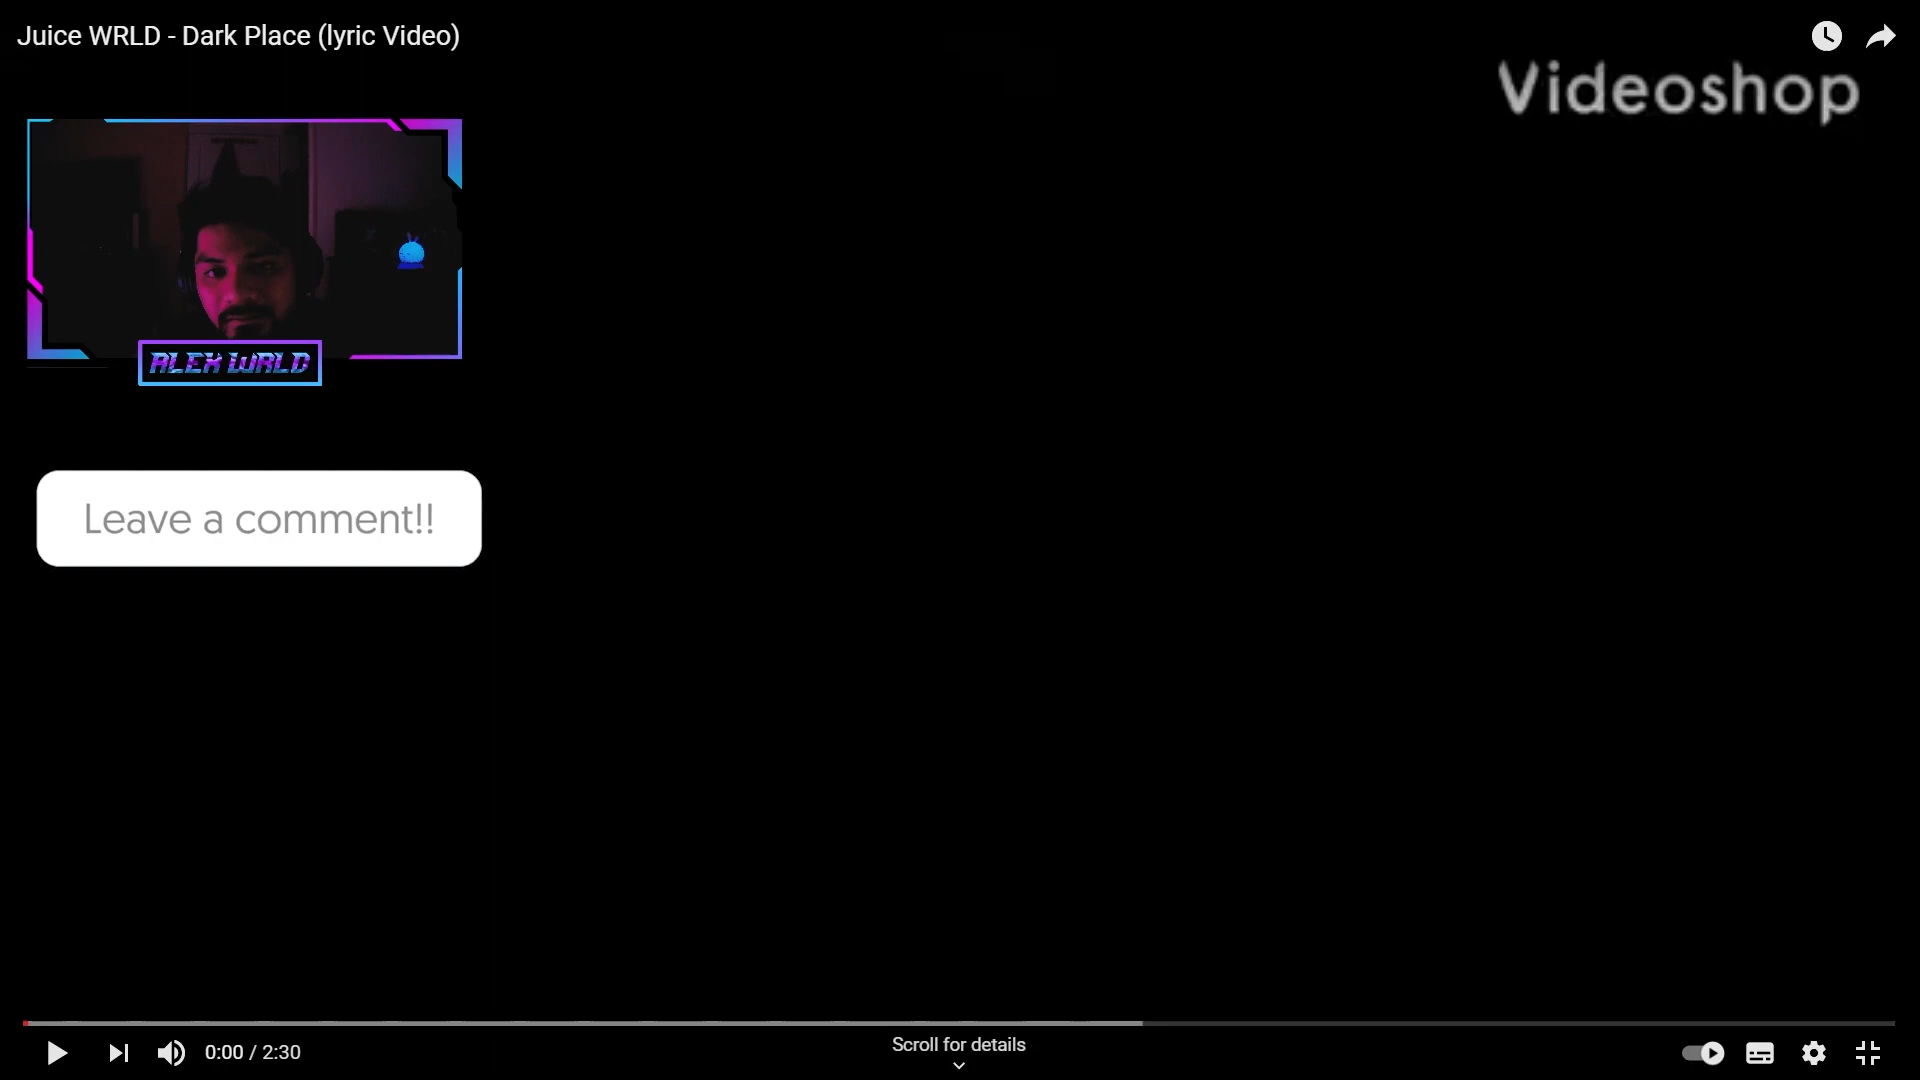 Juice WRLD - Dark Place (lyric Video)
Videoshop
ALEX WRLD
Leave a comment!!
0:00 / 2:30
Scroll for details